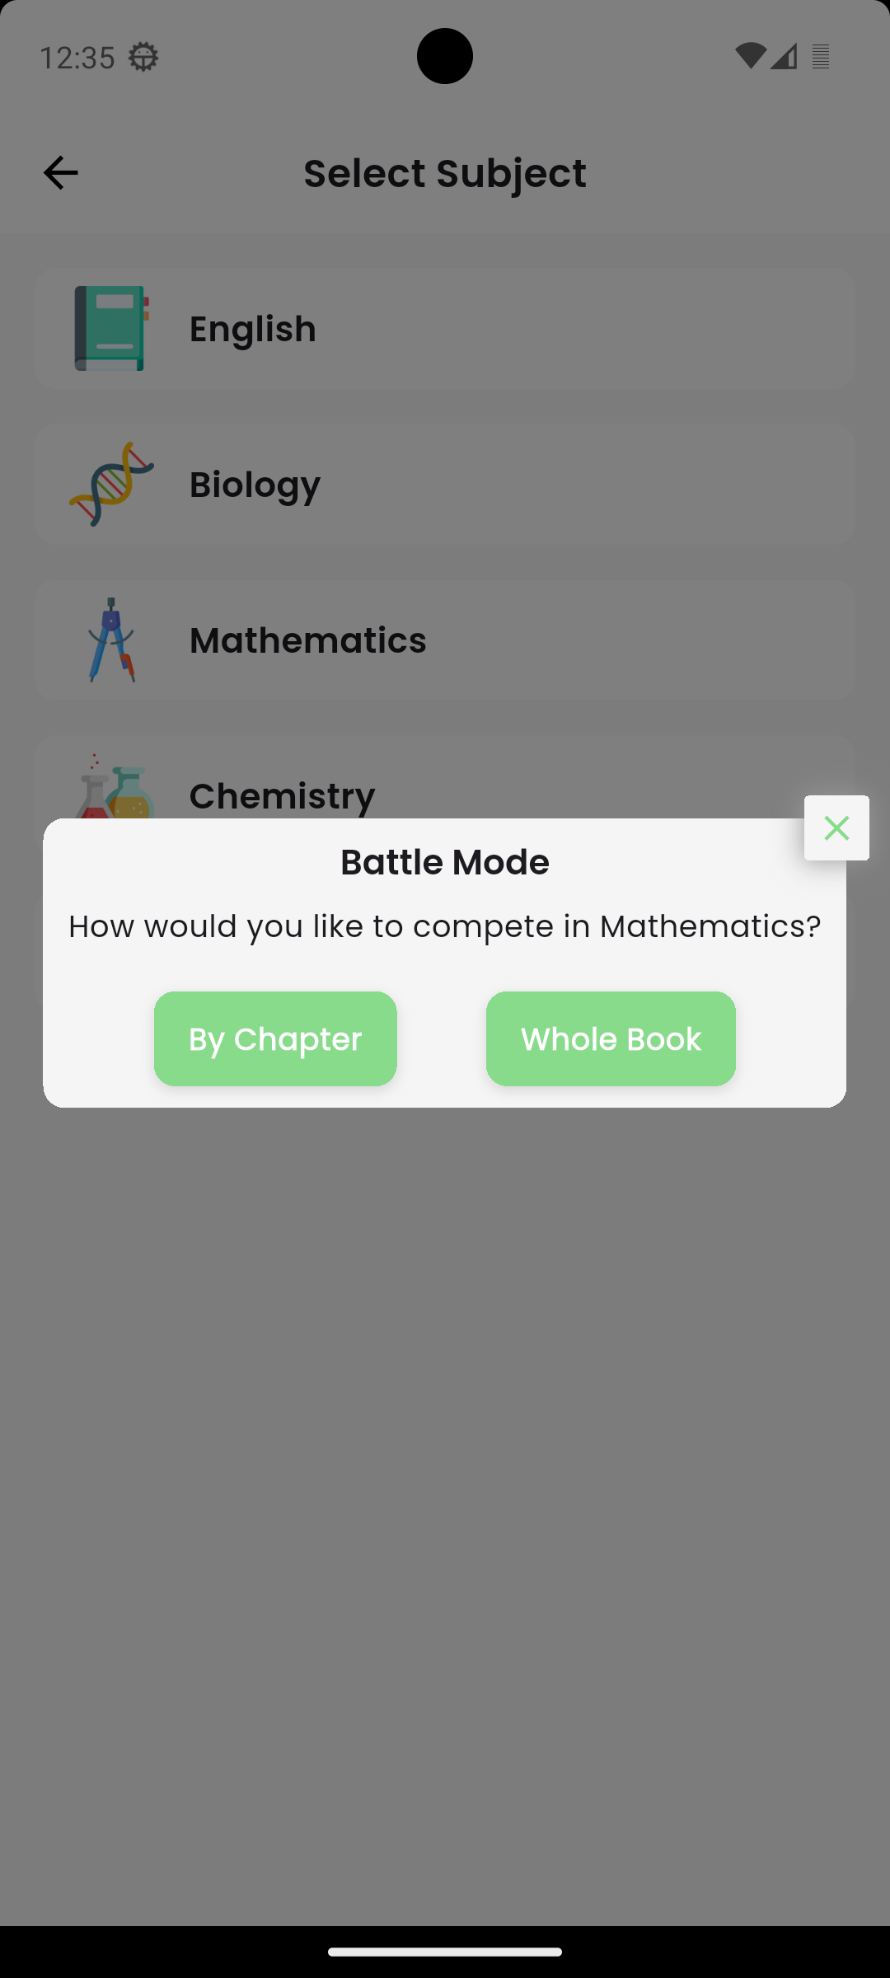 12:35
Select Subject
English
Biology
Mathematics
Chemistry
Battle Mode
How would you like to compete in Mathematics?
By Chapter
Whole Book